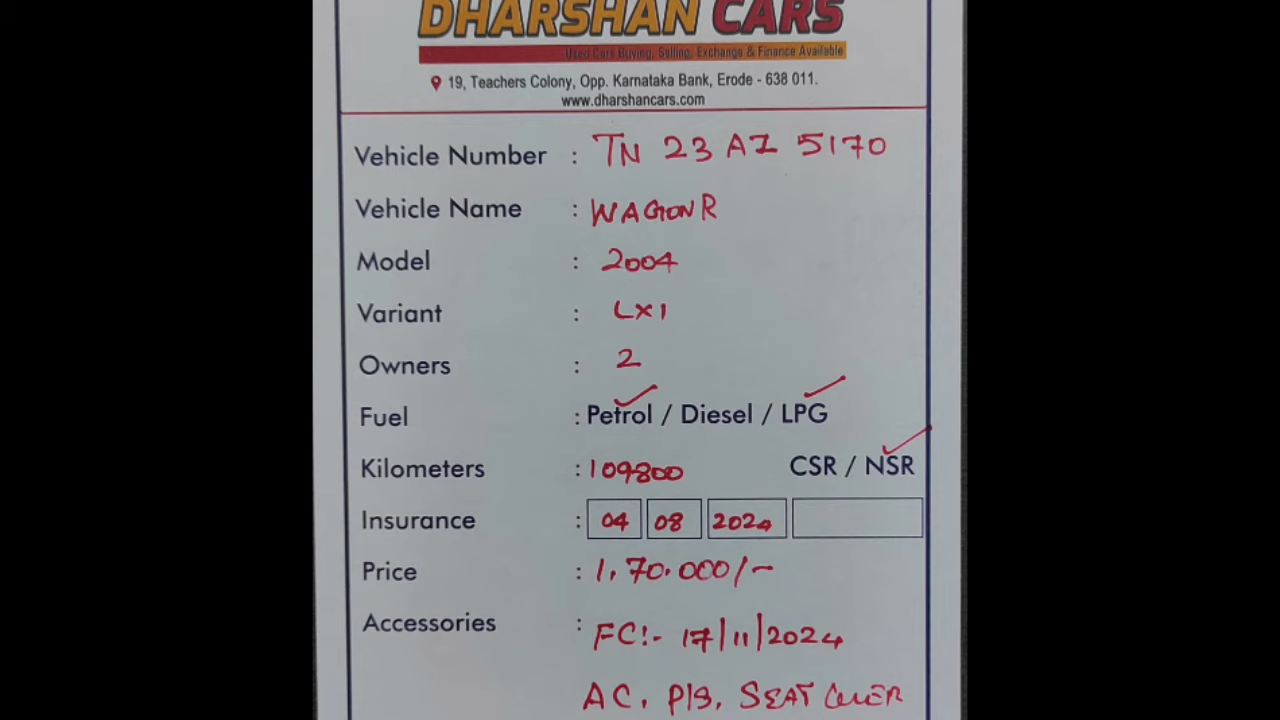 DHARSHAN CARS
Used Cars Buying, Selling, Exchange & Finance Available
19, Teachers Colony, Opp. Karnataka Bank, Erode - 638 011.
www.dharshancars.com
Vehicle Number : TN 23 AZ 5170
Vehicle Name : WAGON R
Model : 2004
Variant : LXI
Owners : 2
Fuel : Petrol / Diesel / LPG
Kilometers : 109800 CSR / NSR
Insurance : 04 08 2024
Price : 1.70.000/-
Accessories : FC:- 17/11/2024
AC, P/S, SEAT COVER